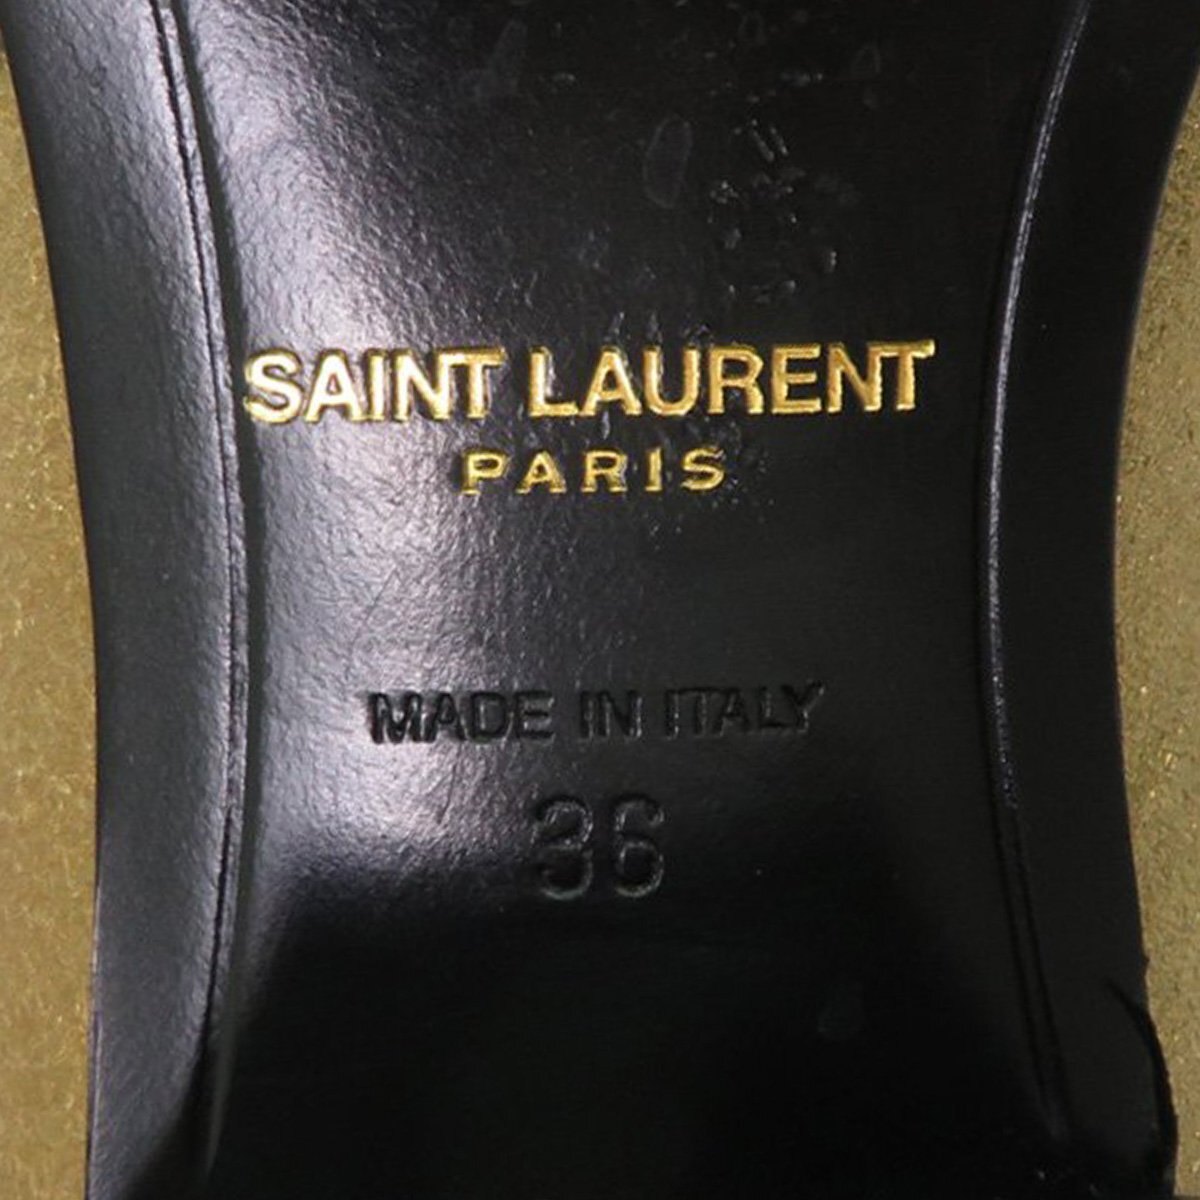 SAINT LAURENT
PARIS
MADE IN ITALY
36